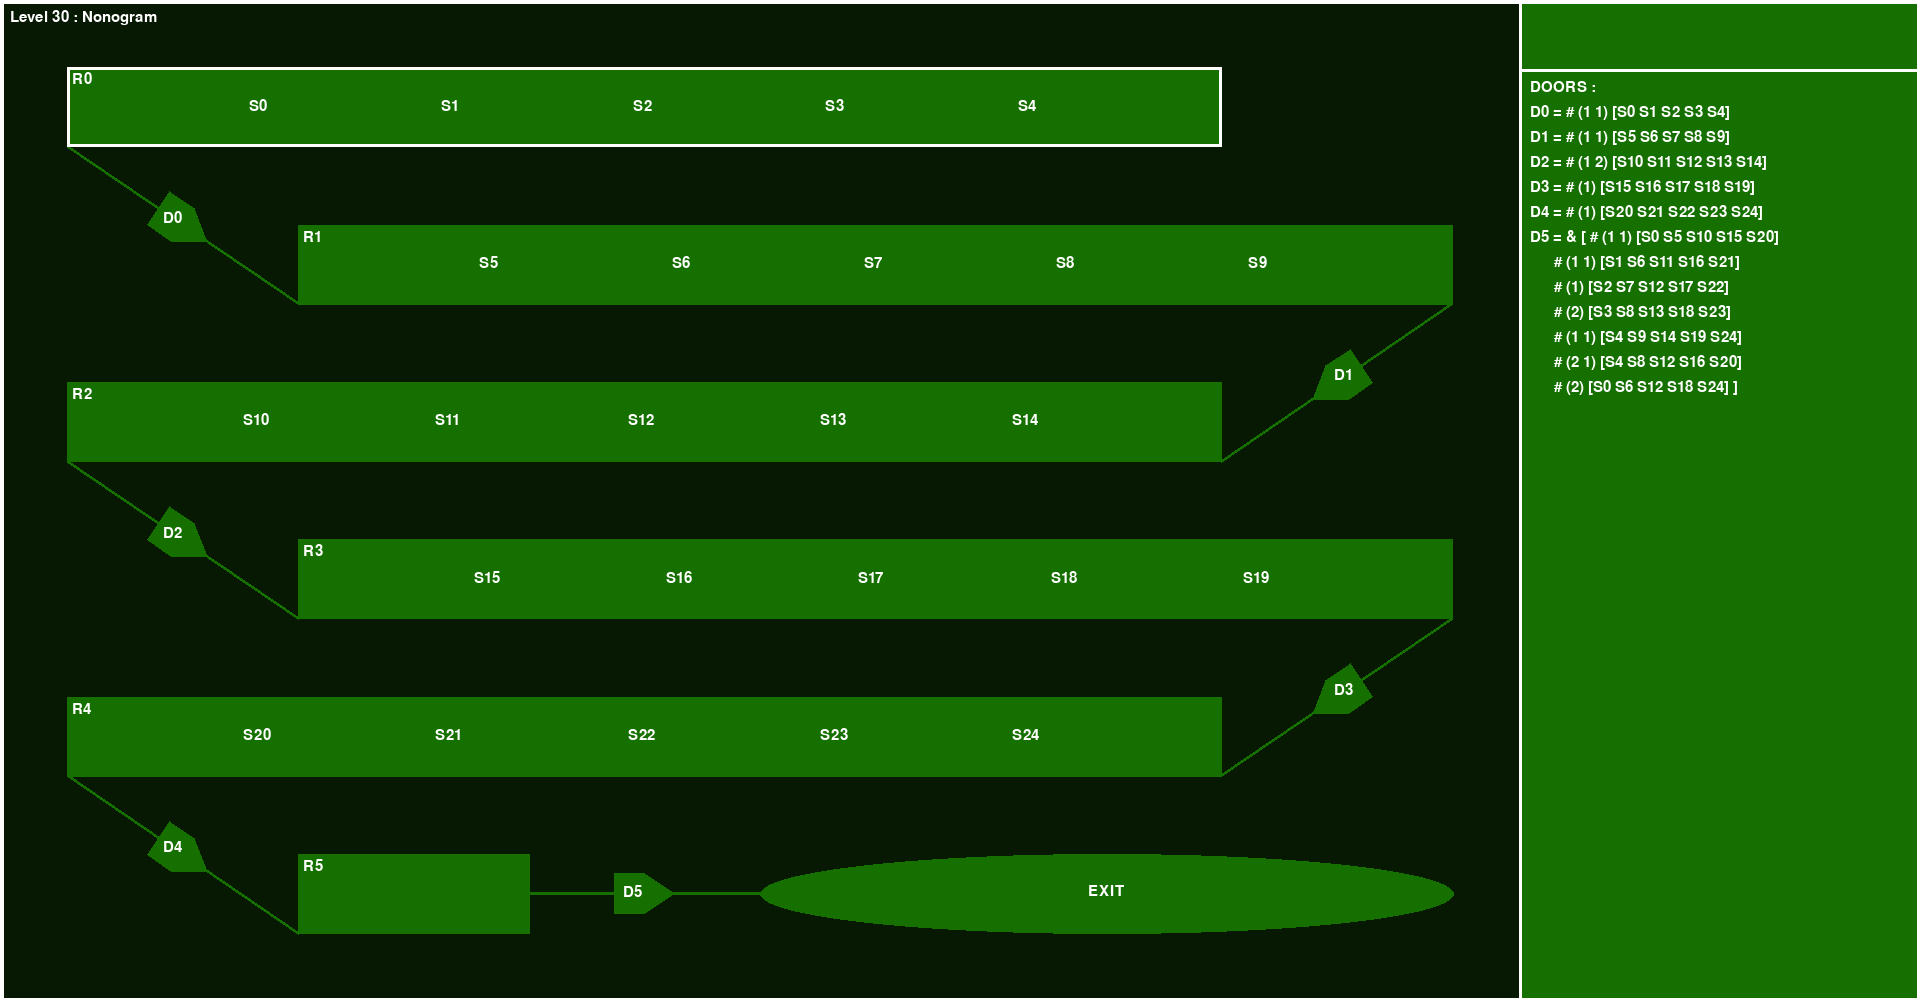 Level 30 : Nonogram
R0
S0 S1 S2 S3 S4
D0
R1
S5 S6 S7 S8 S9
D1
R2
S10 S11 S12 S13 S14
D2
R3
S15 S16 S17 S18 S19
D3
R4
S20 S21 S22 S23 S24
D4
R5
D5
EXIT
DOORS :
D0 = # (1 1) [S0 S1 S2 S3 S4]
D1 = # (1 1) [S5 S6 S7 S8 S9]
D2 = # (1 2) [S10 S11 S12 S13 S14]
D3 = # (1) [S15 S16 S17 S18 S19]
D4 = # (1) [S20 S21 S22 S23 S24]
D5 = & [ # (1 1) [S0 S5 S10 S15 S20]
# (1 1) [S1 S6 S11 S16 S21]
# (1) [S2 S7 S12 S17 S22]
# (2) [S3 S8 S13 S18 S23]
# (1 1) [S4 S9 S14 S19 S24]
# (2 1) [S4 S8 S12 S16 S20]
# (2) [S0 S6 S12 S18 S24] ]